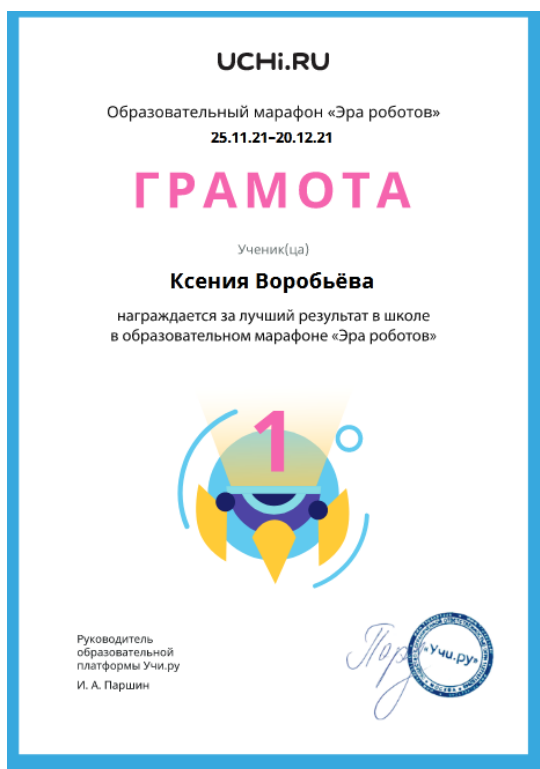 UCHi.RU
Образовательный марафон «Эра роботов»
25.11.21–20.12.21
ГРАМОТА
Ученик(ца)
Ксения Воробьёва
награждается за лучший результат в школе
в образовательном марафоне «Эра роботов»
1
Руководитель
образовательной
платформы Учи.ру
И. А. Паршин
«Учи.ру»